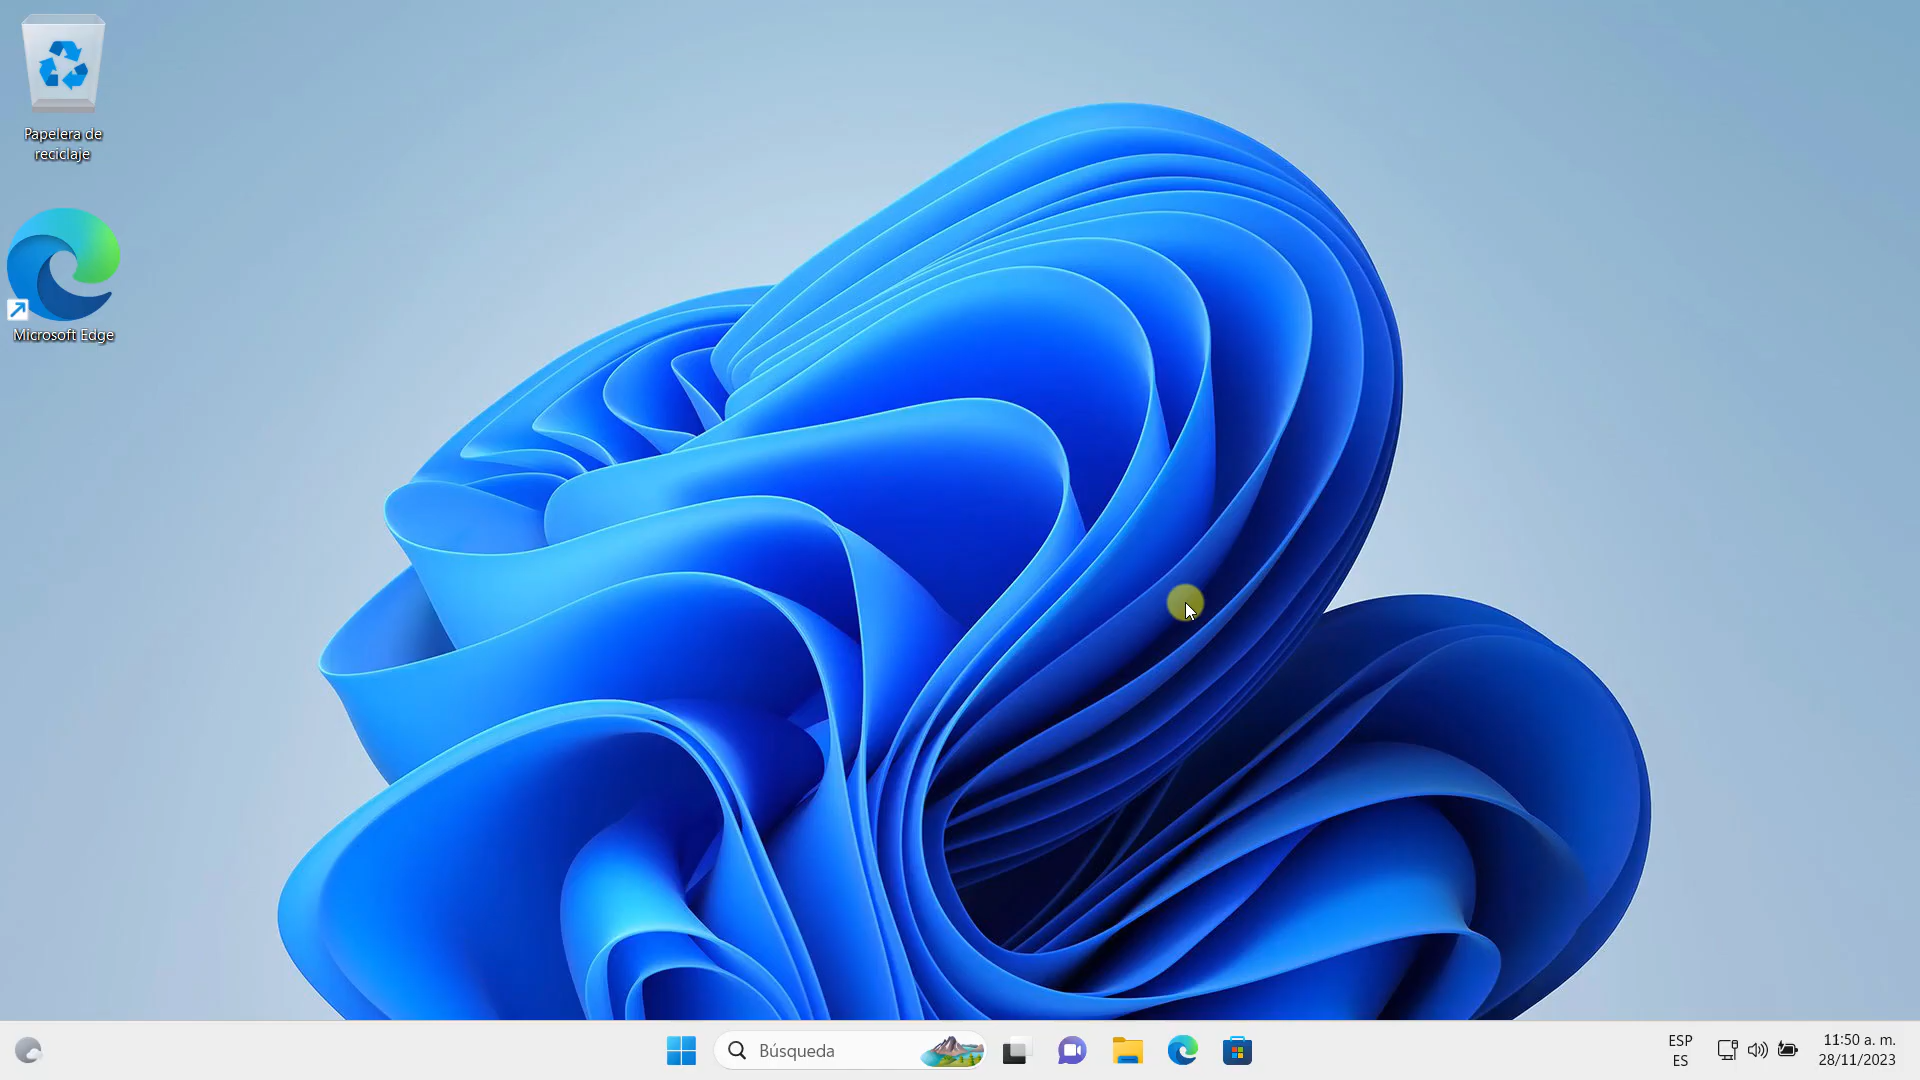 Papelera de
reciclaje
Microsoft Edge
Búsqueda
ESP
ES
11:50 a. m.
28/11/2023